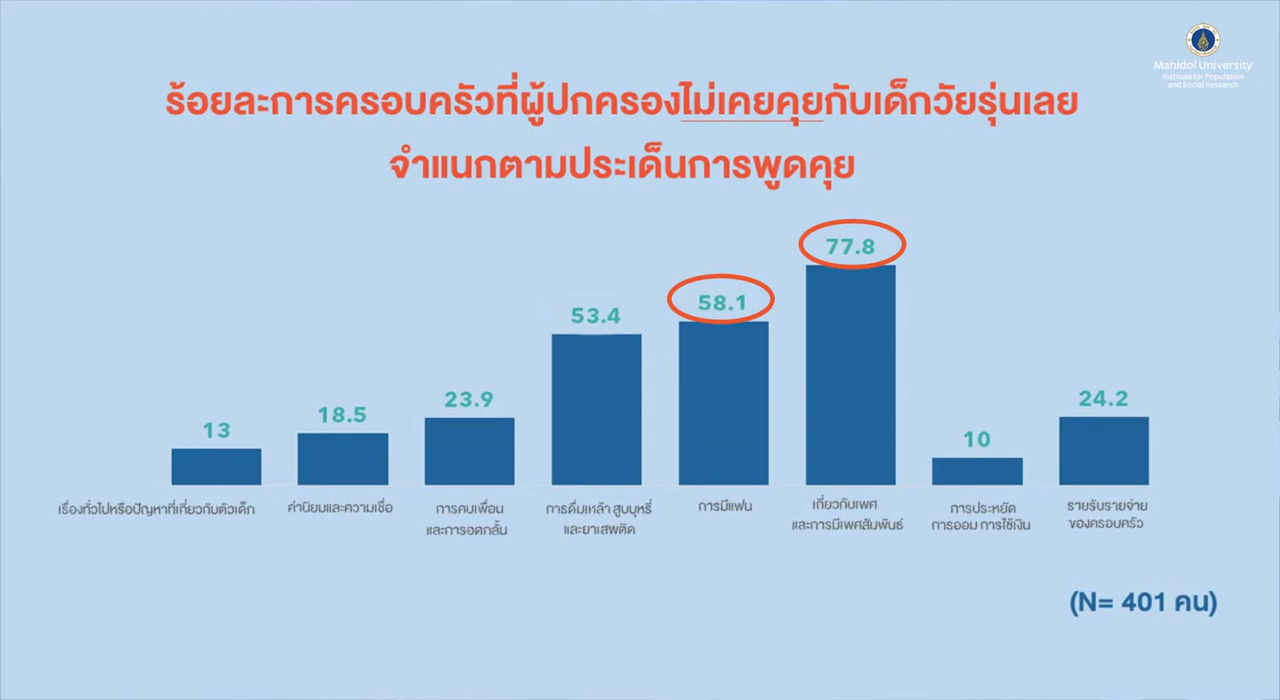 Mahidol University
Institute for Population
and Social Research
ร้อยละการครอบครัวที่ผู้ปกครองไม่เคยคุยกับเด็กวัยรุ่นเลย
จำแนกตามประเด็นการพูดคุย
13
18.5
23.9
53.4
58.1
77.8
10
24.2
เรื่องทั่วไปหรือปัญหาที่เกี่ยวกับตัวเด็ก
ค่านิยมและความเชื่อ
การคบเพื่อน
และการอดกลั้น
การดื่มเหล้า สูบบุหรี่
และยาเสพติด
การมีแฟน
เกี่ยวกับเพศ
และการมีเพศสัมพันธ์
การประหยัด
การออม การใช้เงิน
รายรับรายจ่าย
ของครอบครัว
(N= 401 คน)